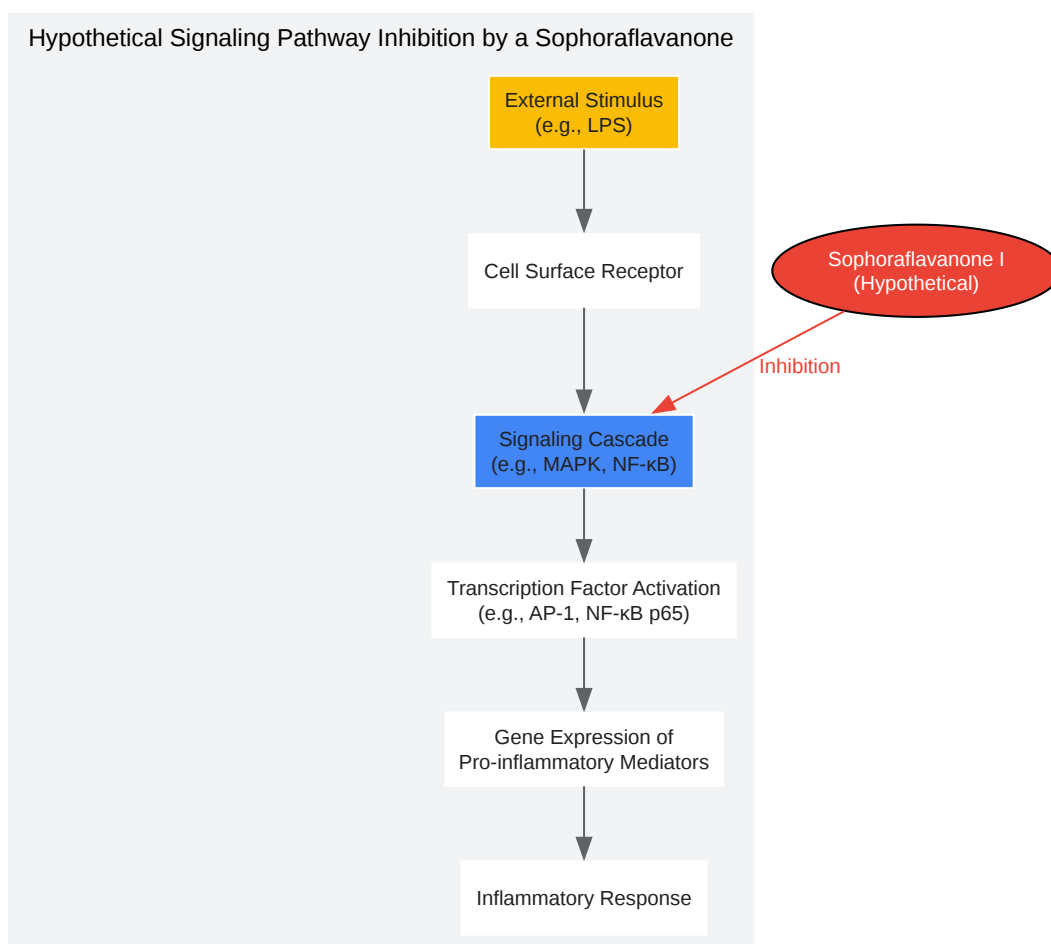 Hypothetical Signaling Pathway Inhibition by a Sophoraflavanone
External Stimulus
(e.g., LPS)
Cell Surface Receptor
Sophoraflavanone I
(Hypothetical)
Inhibition
Signaling Cascade
(e.g., MAPK, NF-κB)
Transcription Factor Activation
(e.g., AP-1, NF-κB p65)
Gene Expression of
Pro-inflammatory Mediators
Inflammatory Response